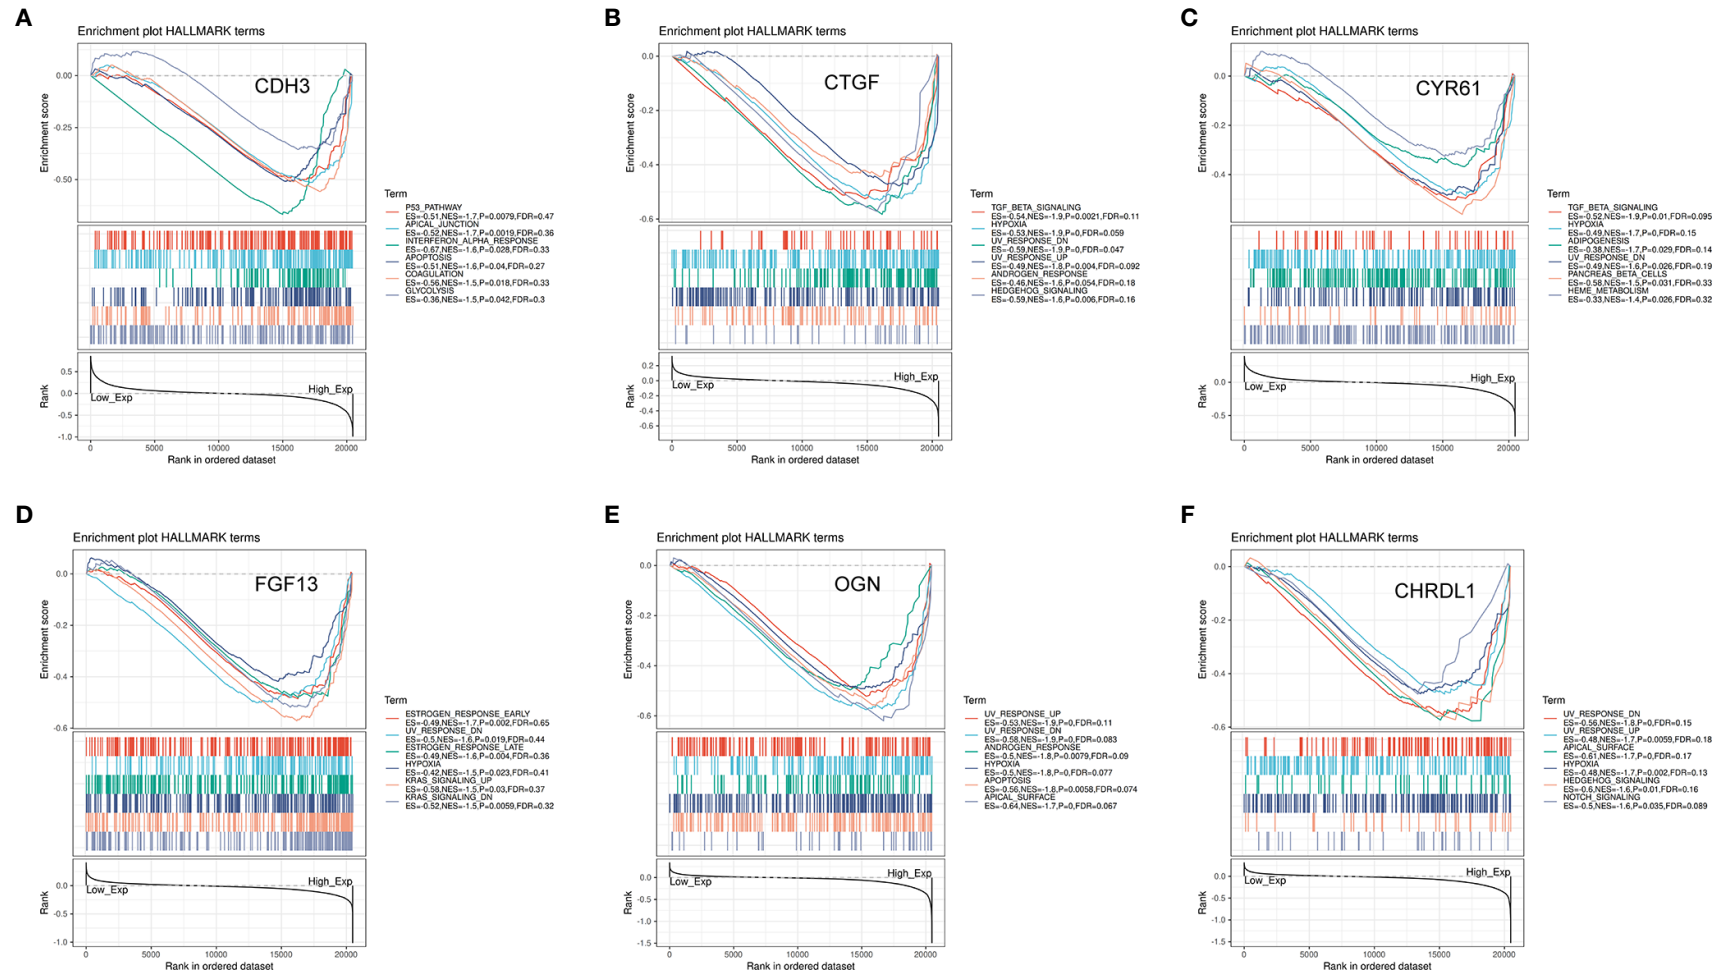 A
Enrichment plot HALLMARK terms
CDH3
Enrichment score
0.00
-0.25
-0.50
Term
P53_PATHWAY
ES=-0.51,NES=-1.7,P=0.0079,FDR=0.47
APICAL_JUNCTION
ES=-0.52,NES=-1.7,P=0.0019,FDR=0.36
INTERFERON_ALPHA_RESPONSE
ES=-0.67,NES=-1.6,P=0.028,FDR=0.33
APOPTOSIS
ES=-0.51,NES=-1.6,P=0.04,FDR=0.27
COAGULATION
ES=-0.56,NES=-1.5,P=0.018,FDR=0.33
GLYCOLYSIS
ES=-0.36,NES=-1.5,P=0.042,FDR=0.3
Rank
0.5
0.0
-0.5
-1.0
Low_Exp
High_Exp
0 5000 10000 15000 20000
Rank in ordered dataset
B
Enrichment plot HALLMARK terms
CTGF
Enrichment score
0.0
-0.2
-0.4
-0.6
Term
TGF_BETA_SIGNALING
ES=-0.54,NES=-1.9,P=0.0021,FDR=0.11
HYPOXIA
ES=-0.53,NES=-1.9,P=0,FDR=0.059
UV_RESPONSE_DN
ES=-0.59,NES=-1.9,P=0,FDR=0.047
UV_RESPONSE_UP
ES=-0.49,NES=-1.8,P=0.004,FDR=0.092
ANDROGEN_RESPONSE
ES=-0.46,NES=-1.6,P=0.054,FDR=0.18
HEDGEHOG_SIGNALING
ES=-0.59,NES=-1.6,P=0.006,FDR=0.16
Rank
0.2
0.0
-0.2
-0.4
-0.6
Low_Exp
High_Exp
0 5000 10000 15000 20000
Rank in ordered dataset
C
Enrichment plot HALLMARK terms
CYR61
Enrichment score
0.0
-0.2
-0.4
Term
TGF_BETA_SIGNALING
ES=-0.52,NES=-1.9,P=0.01,FDR=0.095
HYPOXIA
ES=-0.49,NES=-1.7,P=0,FDR=0.15
ADIPOGENESIS
ES=-0.38,NES=-1.7,P=0.029,FDR=0.14
UV_RESPONSE_DN
ES=-0.49,NES=-1.6,P=0.026,FDR=0.19
PANCREAS_BETA_CELLS
ES=-0.58,NES=-1.5,P=0.031,FDR=0.33
HEME_METABOLISM
ES=-0.33,NES=-1.4,P=0.026,FDR=0.32
Rank
0.0
-0.5
Low_Exp
High_Exp
0 5000 10000 15000 20000
Rank in ordered dataset
D
Enrichment plot HALLMARK terms
FGF13
Enrichment score
0.0
-0.2
-0.4
-0.6
Term
ESTROGEN_RESPONSE_EARLY
ES=-0.49,NES=-1.7,P=0.002,FDR=0.65
UV_RESPONSE_DN
ES=-0.5,NES=-1.6,P=0.019,FDR=0.44
ESTROGEN_RESPONSE_LATE
ES=-0.49,NES=-1.6,P=0.004,FDR=0.36
HYPOXIA
ES=-0.42,NES=-1.5,P=0.023,FDR=0.41
KRAS_SIGNALING_UP
ES=-0.58,NES=-1.5,P=0.03,FDR=0.37
KRAS_SIGNALING_DN
ES=-0.52,NES=-1.5,P=0.0059,FDR=0.32
Rank
0.0
-0.5
-1.0
Low_Exp
High_Exp
0 5000 10000 15000 20000
Rank in ordered dataset
E
Enrichment plot HALLMARK terms
OGN
Enrichment score
0.0
-0.2
-0.4
-0.6
Term
UV_RESPONSE_UP
ES=-0.53,NES=-1.9,P=0,FDR=0.11
UV_RESPONSE_DN
ES=-0.58,NES=-1.9,P=0,FDR=0.083
ANDROGEN_RESPONSE
ES=-0.5,NES=-1.8,P=0.0079,FDR=0.09
HYPOXIA
ES=-0.5,NES=-1.8,P=0,FDR=0.077
APOPTOSIS
ES=-0.56,NES=-1.8,P=0.0058,FDR=0.074
APICAL_SURFACE
ES=-0.64,NES=-1.7,P=0,FDR=0.067
Rank
0.0
-0.5
-1.0
-1.5
Low_Exp
High_Exp
0 5000 10000 15000 20000
Rank in ordered dataset
F
Enrichment plot HALLMARK terms
CHRDL1
Enrichment score
0.0
-0.2
-0.4
-0.6
Term
UV_RESPONSE_DN
ES=-0.56,NES=-1.8,P=0,FDR=0.15
UV_RESPONSE_UP
ES=-0.48,NES=-1.7,P=0.0059,FDR=0.18
APICAL_SURFACE
ES=-0.61,NES=-1.7,P=0,FDR=0.17
HYPOXIA
ES=-0.48,NES=-1.7,P=0.002,FDR=0.13
HEDGEHOG_SIGNALING
ES=-0.6,NES=-1.6,P=0.01,FDR=0.16
NOTCH_SIGNALING
ES=-0.5,NES=-1.6,P=0.035,FDR=0.089
Rank
0.0
-0.5
-1.0
-1.5
Low_Exp
High_Exp
0 5000 10000 15000 20000
Rank in ordered dataset